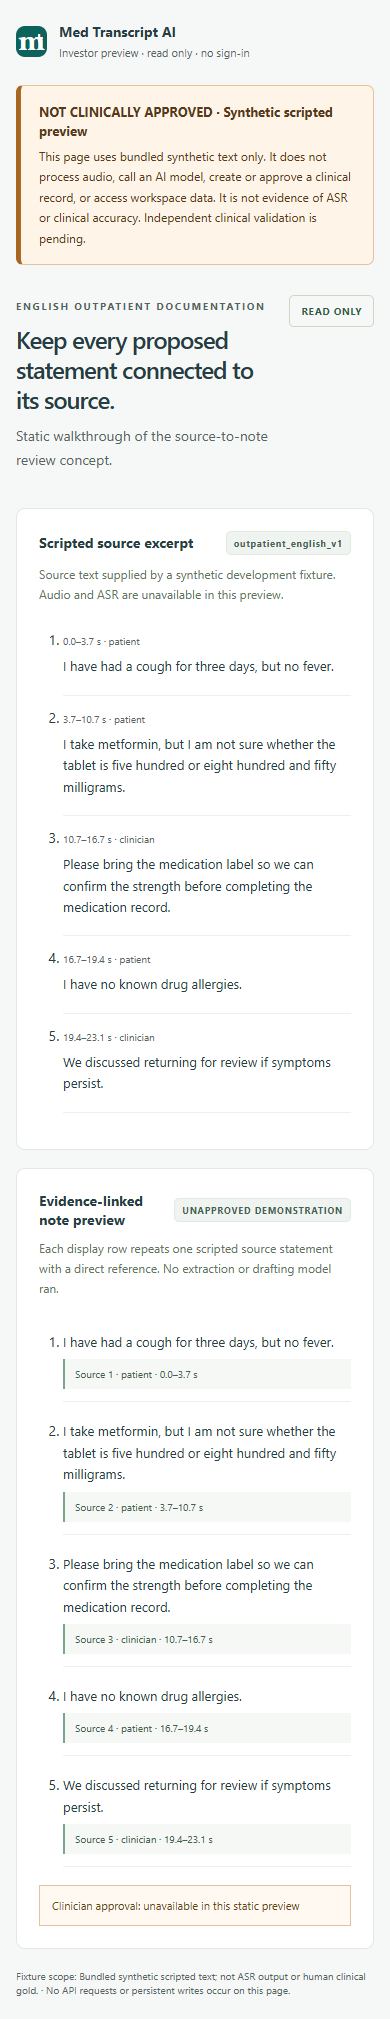 mt
Med Transcript AI
Investor preview · read only · no sign-in
NOT CLINICALLY APPROVED · Synthetic scripted
preview
This page uses bundled synthetic text only. It does not
process audio, call an AI model, create or approve a clinical
record, or access workspace data. It is not evidence of ASR
or clinical accuracy. Independent clinical validation is
pending.
ENGLISH OUTPATIENT DOCUMENTATION
READ ONLY
Keep every proposed
statement connected to
its source.
Static walkthrough of the source-to-note
review concept.
Scripted source excerpt
outpatient_english_v1
Source text supplied by a synthetic development fixture.
Audio and ASR are unavailable in this preview.
1. 0.0–3.7 s · patient
I have had a cough for three days, but no fever.
2. 3.7–10.7 s · patient
I take metformin, but I am not sure whether the
tablet is five hundred or eight hundred and fifty
milligrams.
3. 10.7–16.7 s · clinician
Please bring the medication label so we can
confirm the strength before completing the
medication record.
4. 16.7–19.4 s · patient
I have no known drug allergies.
5. 19.4–23.1 s · clinician
We discussed returning for review if symptoms
persist.
Evidence-linked
note preview
UNAPPROVED DEMONSTRATION
Each display row repeats one scripted source statement
with a direct reference. No extraction or drafting model
ran.
1. I have had a cough for three days, but no fever.
Source 1 · patient · 0.0–3.7 s
2. I take metformin, but I am not sure whether the
tablet is five hundred or eight hundred and fifty
milligrams.
Source 2 · patient · 3.7–10.7 s
3. Please bring the medication label so we can
confirm the strength before completing the
medication record.
Source 3 · clinician · 10.7–16.7 s
4. I have no known drug allergies.
Source 4 · patient · 16.7–19.4 s
5. We discussed returning for review if symptoms
persist.
Source 5 · clinician · 19.4–23.1 s
Clinician approval: unavailable in this static preview
Fixture scope: Bundled synthetic scripted text; not ASR output or human clinical
gold. · No API requests or persistent writes occur on this page.